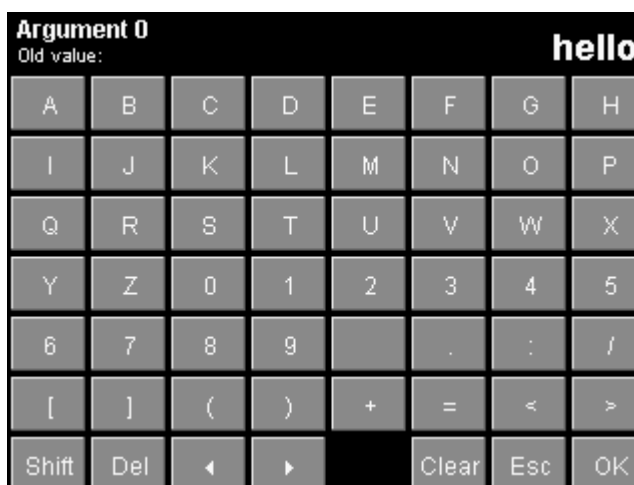 Argument 0
Old value:
hello
A B C D E F G H
I J K L M N O P
Q R S T U V W X
Y Z 0 1 2 3 4 5
6 7 8 9 . : /
[ ] ( ) + = < >
Shift Del ◀ ▶ Clear Esc OK